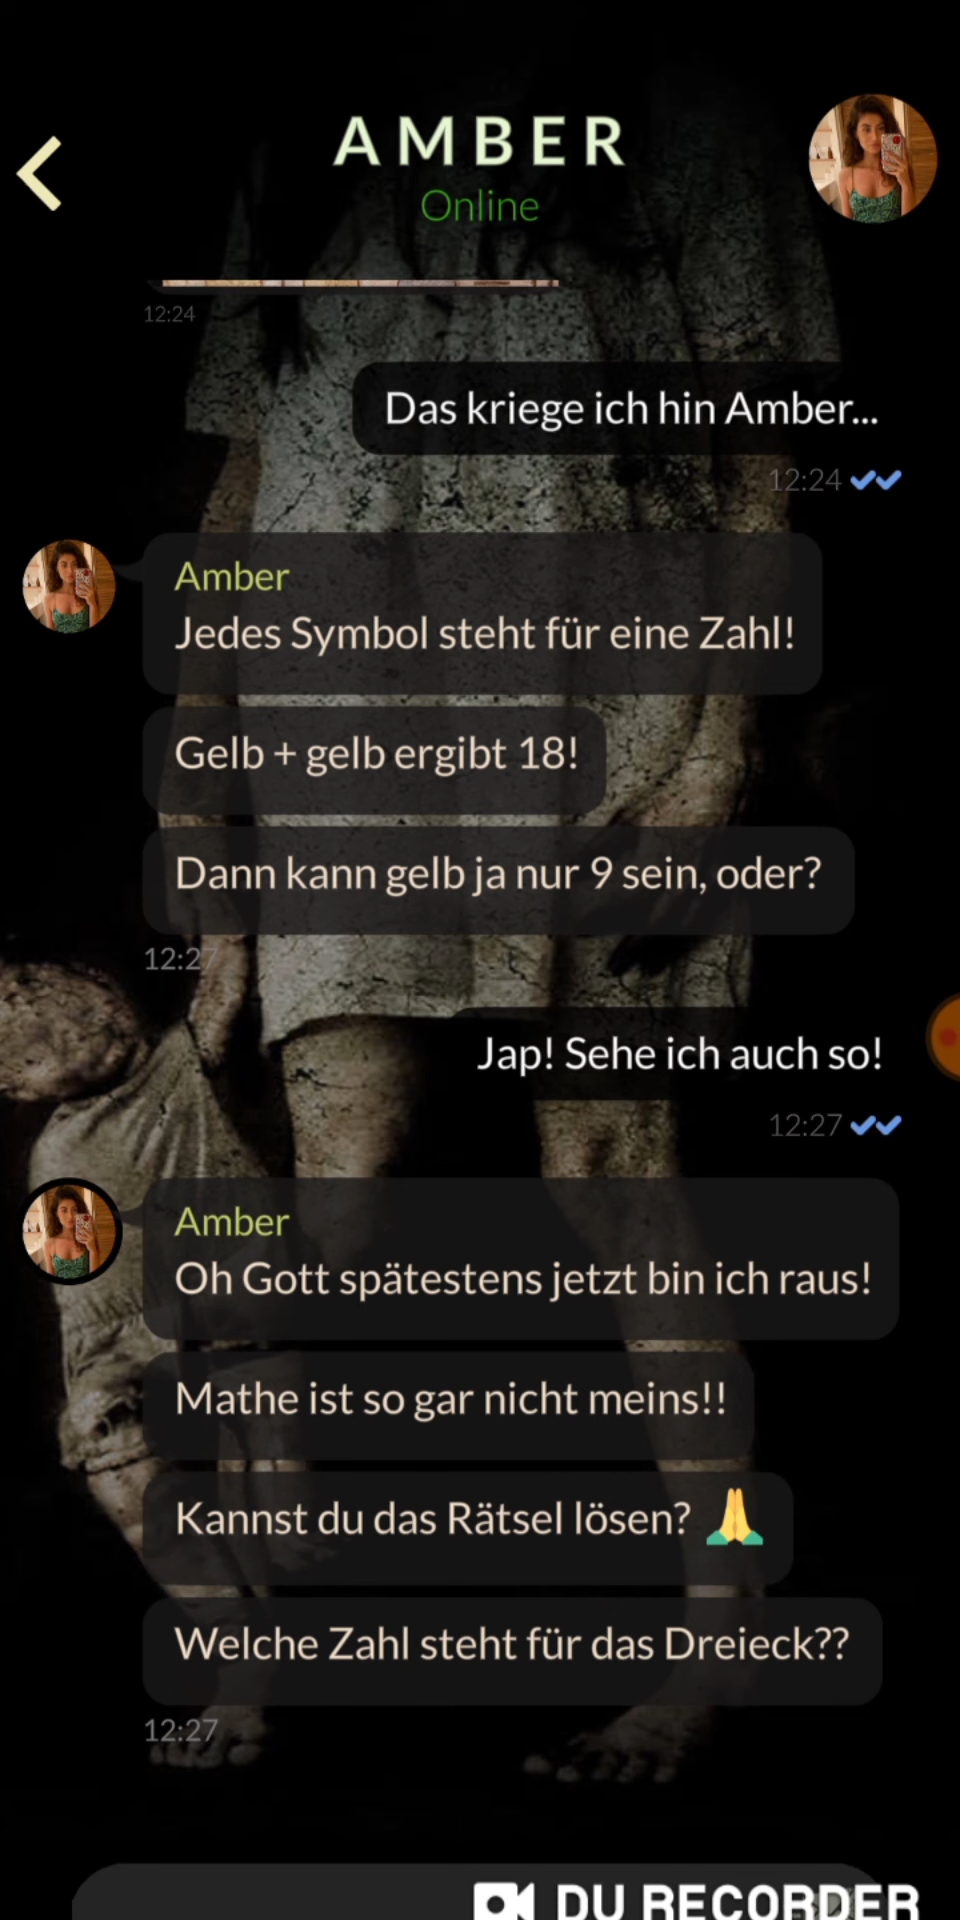 AMBER
Online
12:24
Das kriege ich hin Amber...
12:24
Amber
Jedes Symbol steht für eine Zahl!
Gelb + gelb ergibt 18!
Dann kann gelb ja nur 9 sein, oder?
12:27
Jap! Sehe ich auch so!
12:27
Amber
Oh Gott spätestens jetzt bin ich raus!
Mathe ist so gar nicht meins!!
Kannst du das Rätsel lösen? 🙏
Welche Zahl steht für das Dreieck??
12:27
DU RECORDER